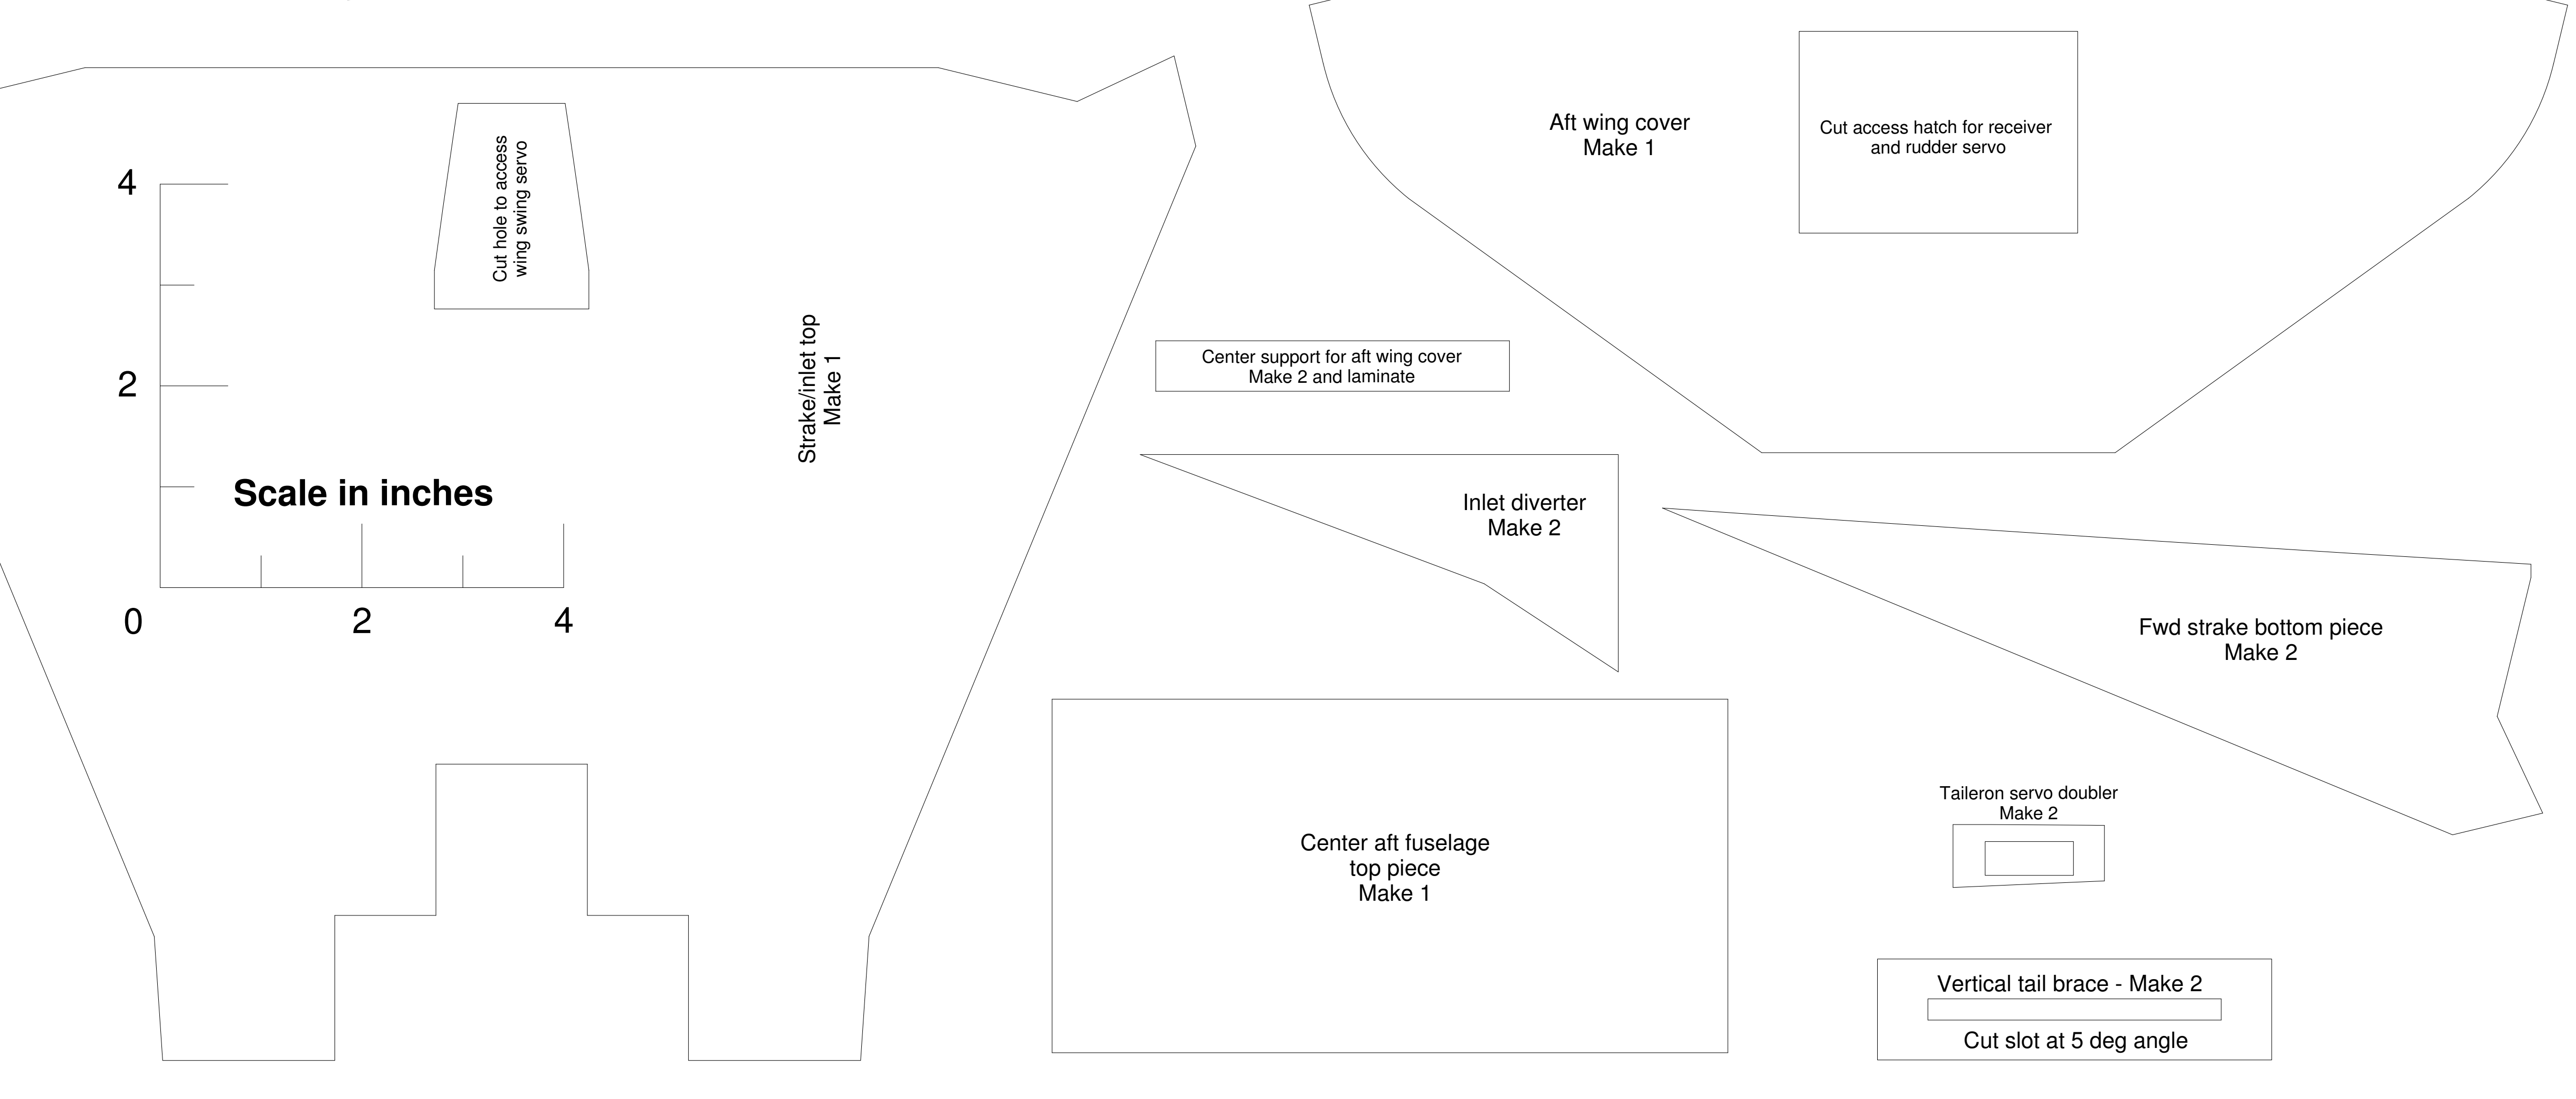 Cut hole to access
wing swing servo
4
2
Scale in inches
0
2
4
Strake/inlet top
Make 1
Aft wing cover
Make 1
Cut access hatch for receiver
and rudder servo
Center support for aft wing cover
Make 2 and laminate
Inlet diverter
Make 2
Fwd strake bottom piece
Make 2
Center aft fuselage
top piece
Make 1
Taileron servo doubler
Make 2
Vertical tail brace - Make 2
Cut slot at 5 deg angle